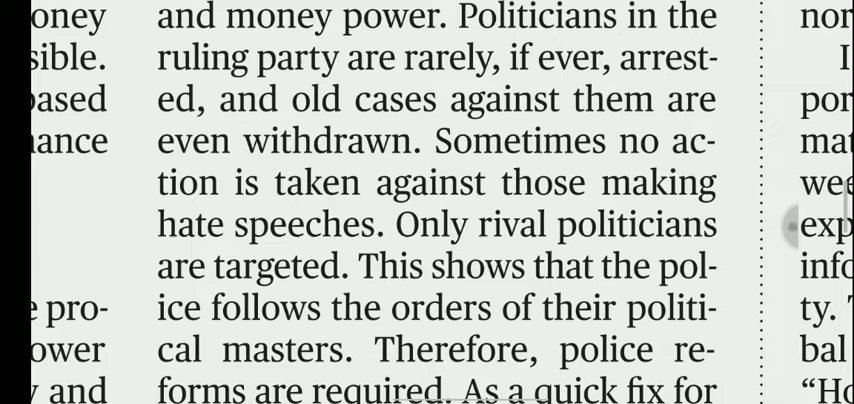 and money power. Politicians in the
ruling party are rarely, if ever, arrest-
ed, and old cases against them are
even withdrawn. Sometimes no ac-
tion is taken against those making
hate speeches. Only rival politicians
are targeted. This shows that the pol-
ice follows the orders of their politi-
cal masters. Therefore, police re-
forms are required. As a quick fix for